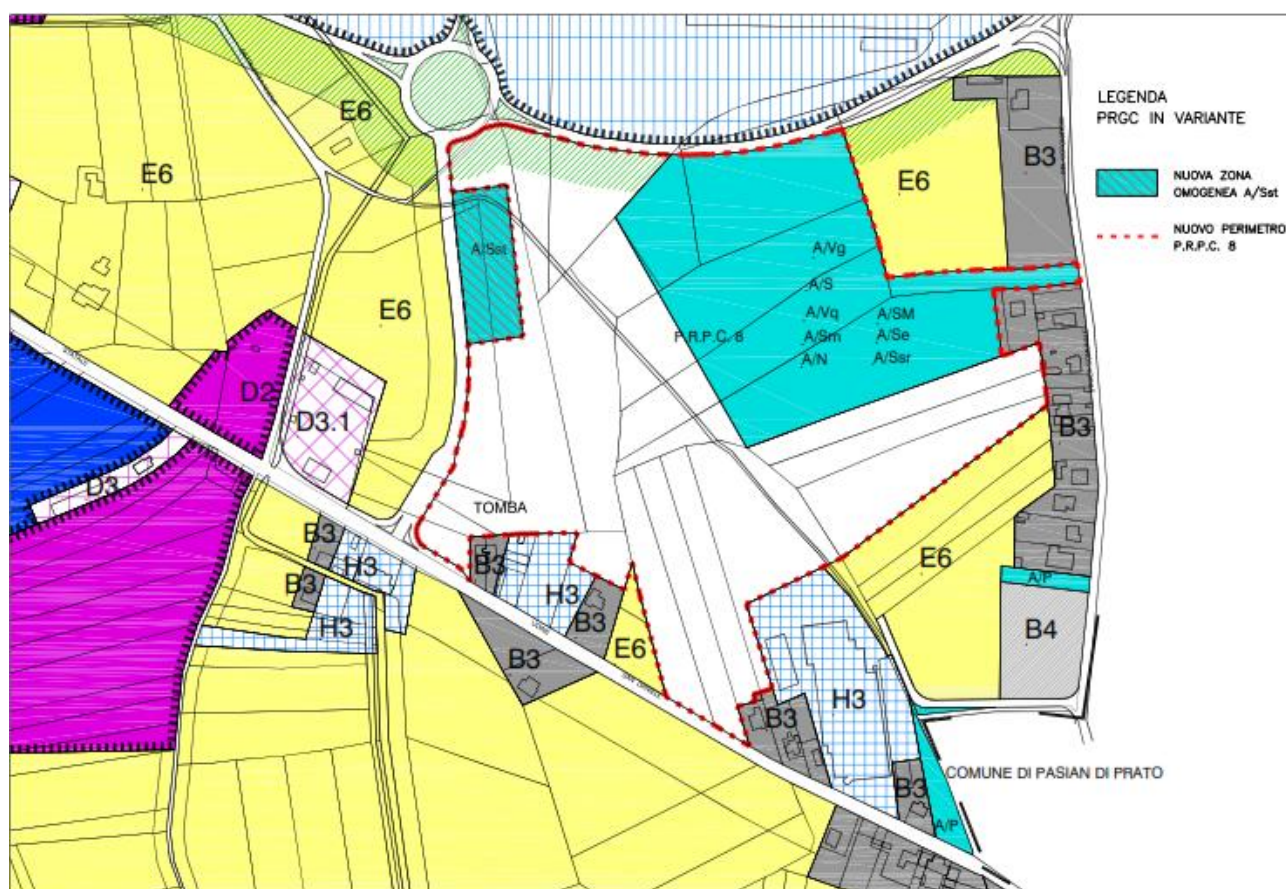 LEGENDA
PRGC IN VARIANTE
NUOVA ZONA
OMOGENEA A/Sst
NUOVO PERIMETRO
P.R.P.C. 8
E6
B3
E6
E6
A/Sst
A/Vg
E6
A/S
A/Vq
A/SM
P.R.P.C. 8
A/Sm
A/Se
A/N
A/Ssr
D2
D3.1
B3
D3
TOMBA
B3
H3
B3
H3
B3
E6
A/P
B3
H3
B3
E6
B4
B3
H3
B3
COMUNE DI PASIAN DI PRATO
B3
A/P